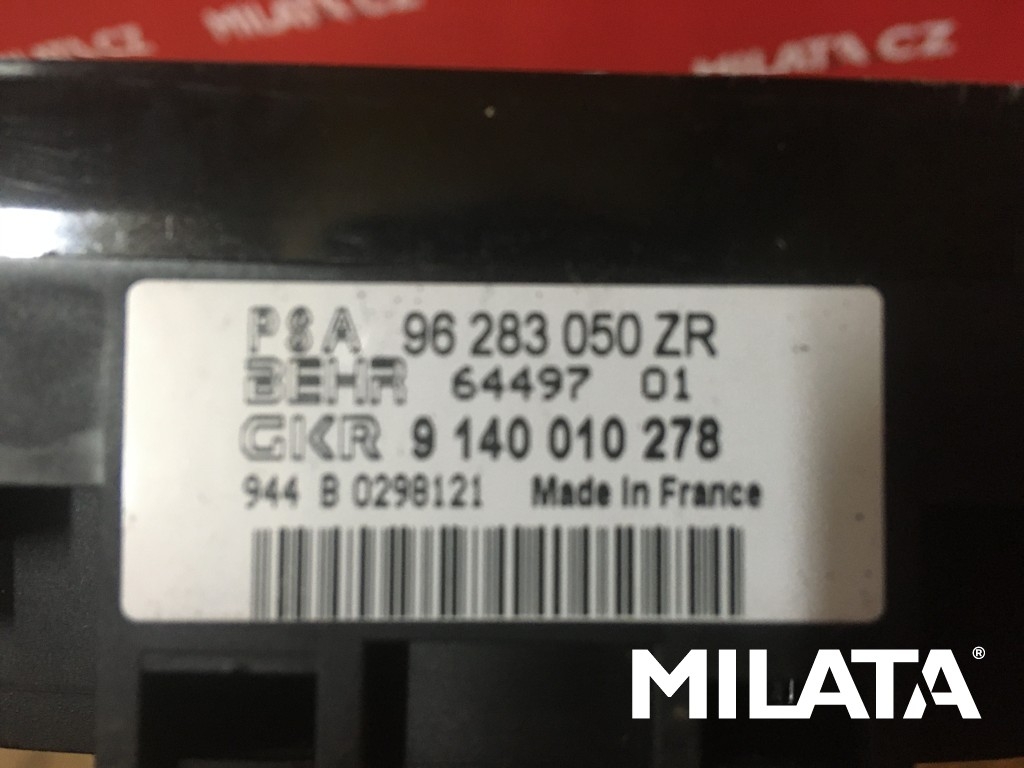 MILATA.CZ
MILATA.CZ
PSA 96 283 050 ZR
BEHR 64497 01
GKR 9 140 010 278
944 B 0298121 Made In France
MILATA®